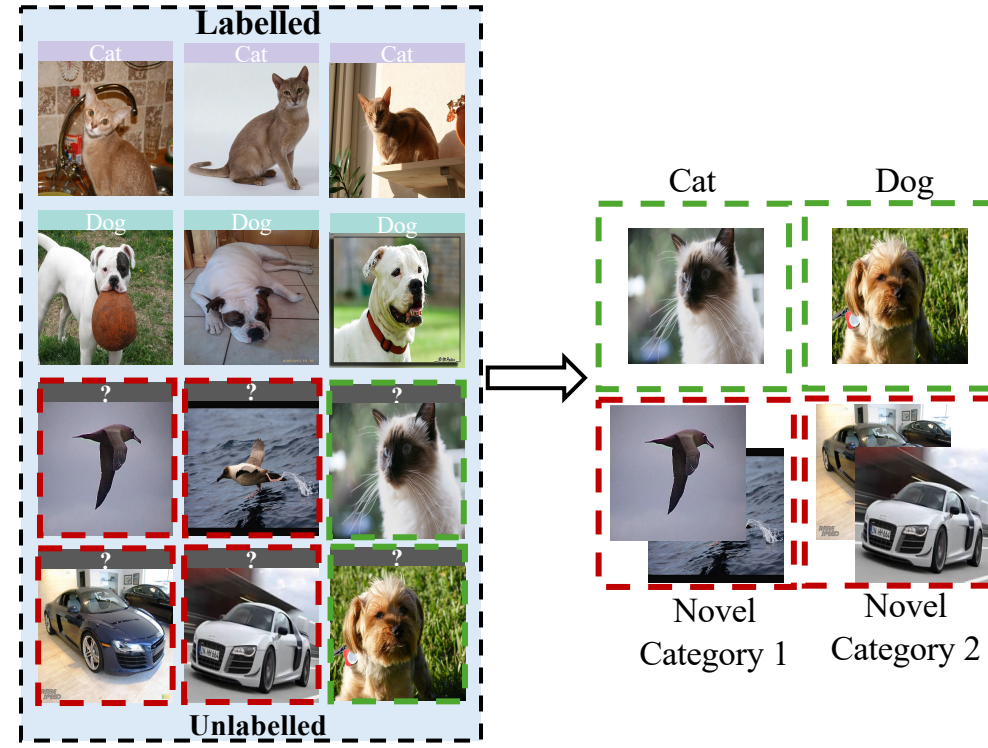 Labelled
Cat Cat Cat
Dog Dog Dog
? ? ?
? ? ?
Unlabelled
Cat Dog
Novel Category 1
Novel Category 2